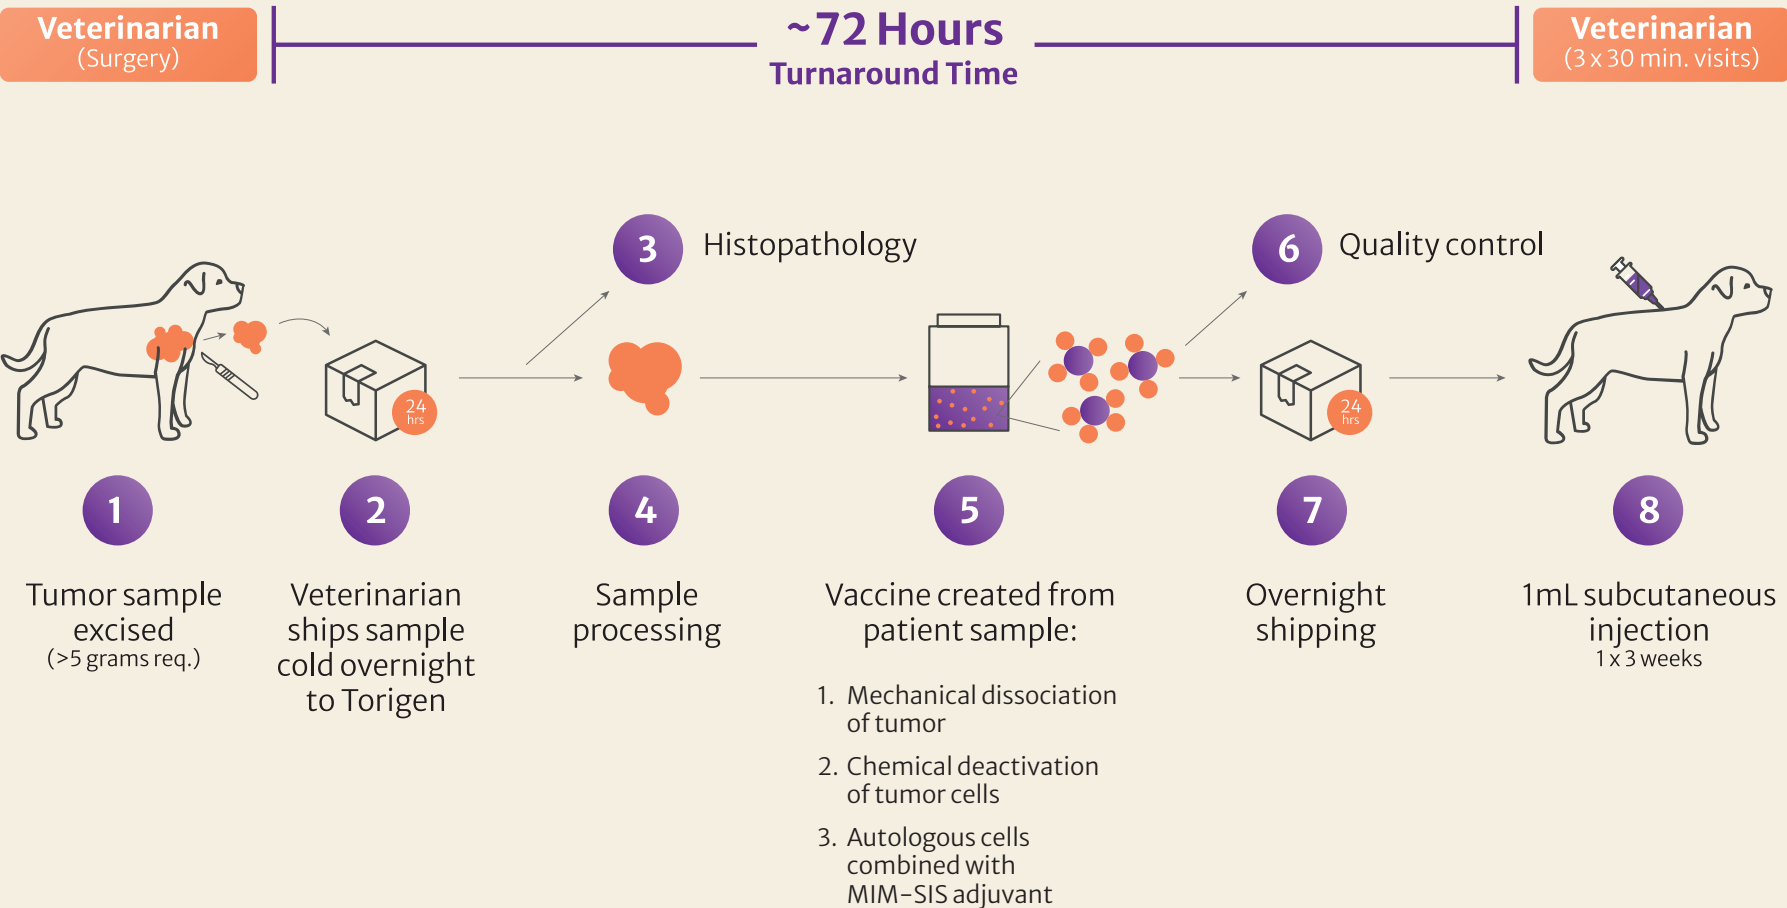 Veterinarian
(Surgery)
~72 Hours
Turnaround Time
Veterinarian
(3 x 30 min. visits)
3 Histopathology
6 Quality control
24
hrs
24
hrs
1
Tumor sample
excised
(>5 grams req.)
2
Veterinarian
ships sample
cold overnight
to Torigen
4
Sample
processing
5
Vaccine created from
patient sample:
1. Mechanical dissociation
of tumor
2. Chemical deactivation
of tumor cells
3. Autologous cells
combined with
MIM-SIS adjuvant
7
Overnight
shipping
8
1mL subcutaneous
injection
1 x 3 weeks